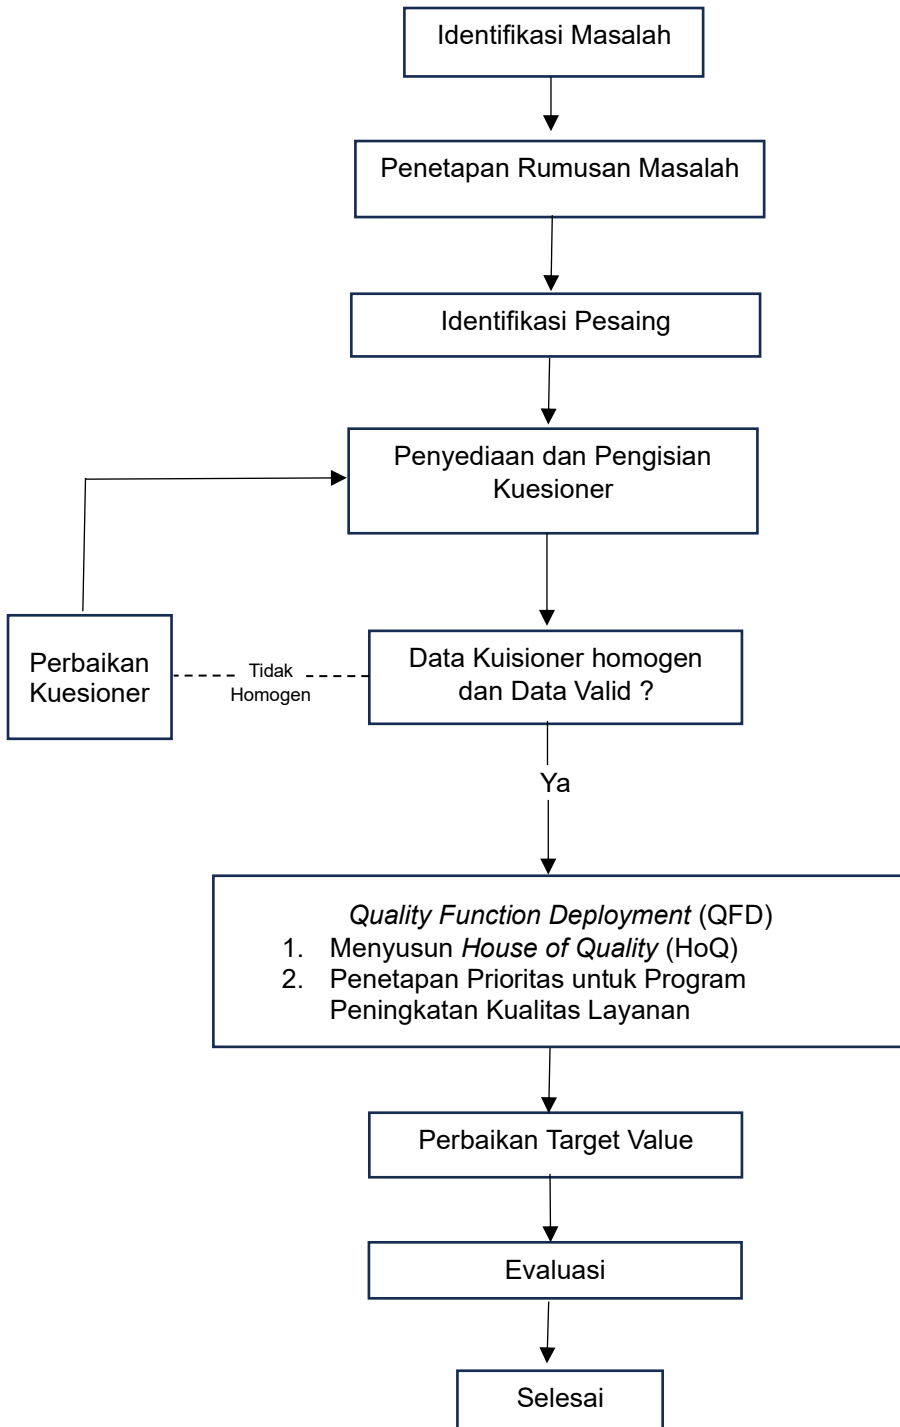 Identifikasi Masalah
Penetapan Rumusan Masalah
Identifikasi Pesaing
Penyediaan dan Pengisian
Kuesioner
Perbaikan
Kuesioner
Tidak
Homogen
Data Kuisioner homogen
dan Data Valid ?
Ya
Quality Function Deployment (QFD)
1. Menyusun House of Quality (HoQ)
2. Penetapan Prioritas untuk Program
Peningkatan Kualitas Layanan
Perbaikan Target Value
Evaluasi
Selesai